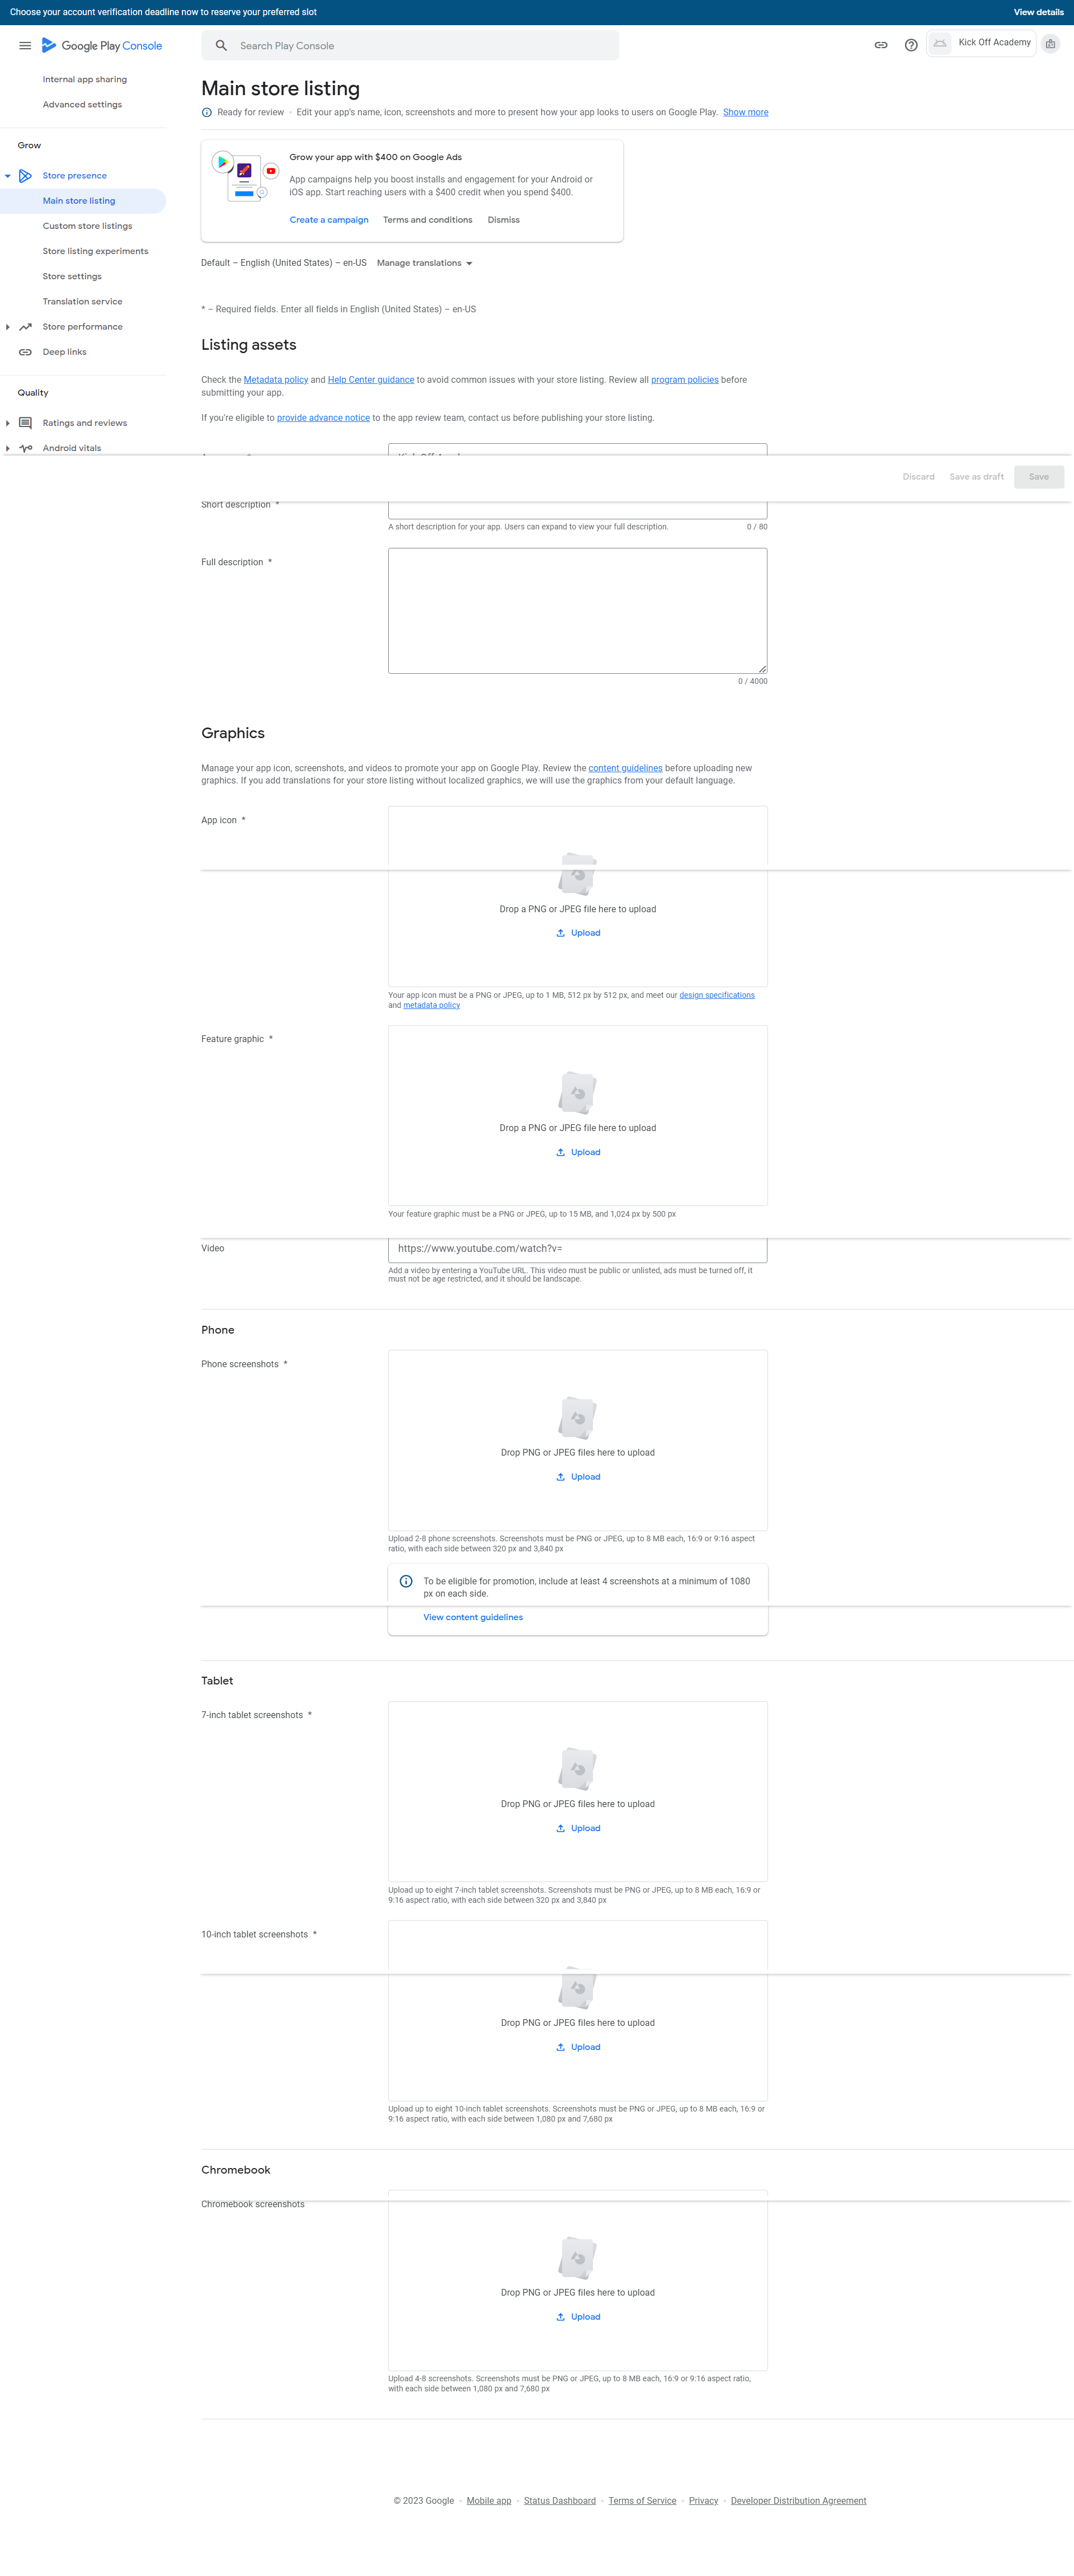 Choose your account verification deadline now to reserve your preferred slot
View details
Google Play Console
Search Play Console
Kick Off Academy
Internal app sharing
Advanced settings
Grow
Store presence
Main store listing
Custom store listings
Store listing experiments
Store settings
Translation service
Store performance
Deep links
Quality
Ratings and reviews
Android vitals
Main store listing
Ready for review • Edit your app's name, icon, screenshots and more to present how your app looks to users on Google Play. Show more
Grow your app with $400 on Google Ads
App campaigns help you boost installs and engagement for your Android or
iOS app. Start reaching users with a $400 credit when you spend $400.
Create a campaign Terms and conditions Dismiss
Default – English (United States) – en-US Manage translations
* – Required fields. Enter all fields in English (United States) – en-US
Listing assets
Check the Metadata policy and Help Center guidance to avoid common issues with your store listing. Review all program policies before
submitting your app.
If you're eligible to provide advance notice to the app review team, contact us before publishing your store listing.
Discard Save as draft Save
Short description *
A short description for your app. Users can expand to view your full description. 0 / 80
Full description *
0 / 4000
Graphics
Manage your app icon, screenshots, and videos to promote your app on Google Play. Review the content guidelines before uploading new
graphics. If you add translations for your store listing without localized graphics, we will use the graphics from your default language.
App icon *
Drop a PNG or JPEG file here to upload
Upload
Your app icon must be a PNG or JPEG, up to 1 MB, 512 px by 512 px, and meet our design specifications
and metadata policy
Feature graphic *
Drop a PNG or JPEG file here to upload
Upload
Your feature graphic must be a PNG or JPEG, up to 15 MB, and 1,024 px by 500 px
Video
https://www.youtube.com/watch?v=
Add a video by entering a YouTube URL. This video must be public or unlisted, ads must be turned off, it
must not be age restricted, and it should be landscape.
Phone
Phone screenshots *
Drop PNG or JPEG files here to upload
Upload
Upload 2-8 phone screenshots. Screenshots must be PNG or JPEG, up to 8 MB each, 16:9 or 9:16 aspect
ratio, with each side between 320 px and 3,840 px
To be eligible for promotion, include at least 4 screenshots at a minimum of 1080
px on each side.
View content guidelines
Tablet
7-inch tablet screenshots *
Drop PNG or JPEG files here to upload
Upload
Upload up to eight 7-inch tablet screenshots. Screenshots must be PNG or JPEG, up to 8 MB each, 16:9 or
9:16 aspect ratio, with each side between 320 px and 3,840 px
10-inch tablet screenshots *
Drop PNG or JPEG files here to upload
Upload
Upload up to eight 10-inch tablet screenshots. Screenshots must be PNG or JPEG, up to 8 MB each, 16:9 or
9:16 aspect ratio, with each side between 1,080 px and 7,680 px
Chromebook
Chromebook screenshots
Drop PNG or JPEG files here to upload
Upload
Upload 4-8 screenshots. Screenshots must be PNG or JPEG, up to 8 MB each, 16:9 or 9:16 aspect ratio,
with each side between 1,080 px and 7,680 px
© 2023 Google • Mobile app • Status Dashboard • Terms of Service • Privacy • Developer Distribution Agreement